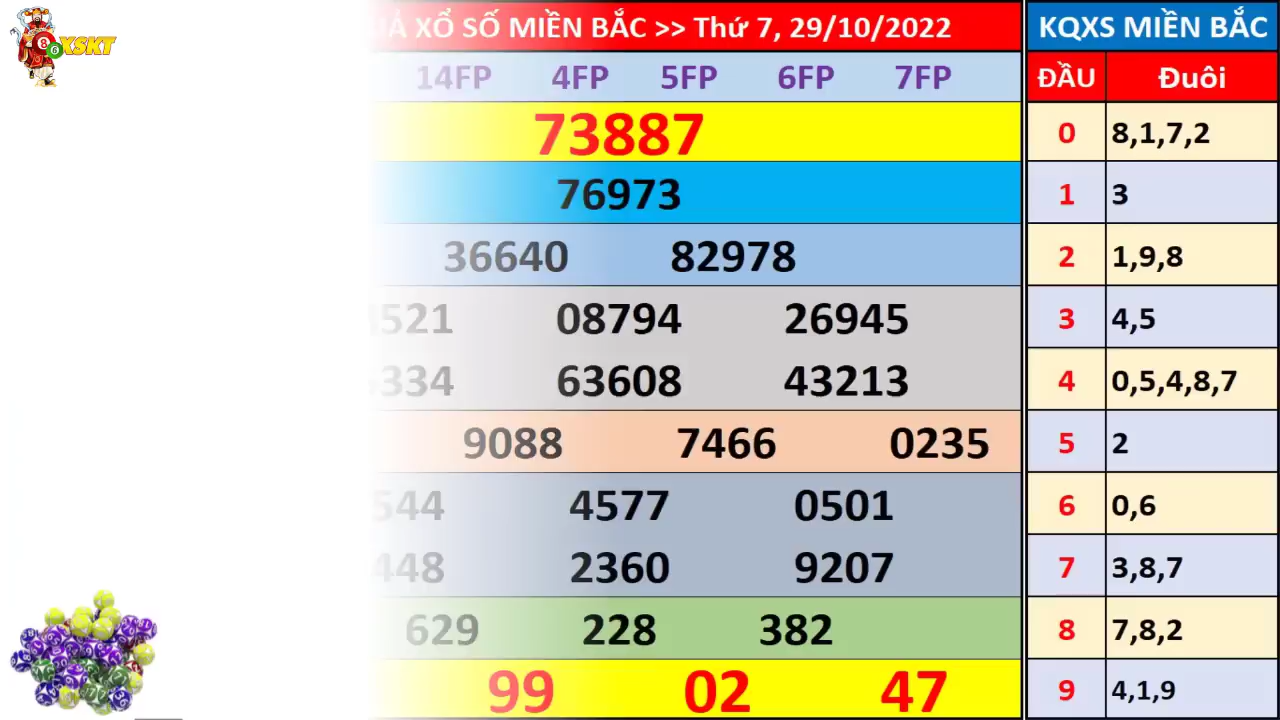 XSKT
XỔ SỐ MIỀN BẮC >> Thứ 7, 29/10/2022
14FP 4FP 5FP 6FP 7FP
73887
76973
36640 82978
521 08794 26945
334 63608 43213
9088 7466 0235
544 4577 0501
448 2360 9207
629 228 382
99 02 47
KQXS MIỀN BẮC
ĐẦU Đuôi
0 8,1,7,2
1 3
2 1,9,8
3 4,5
4 0,5,4,8,7
5 2
6 0,6
7 3,8,7
8 7,8,2
9 4,1,9